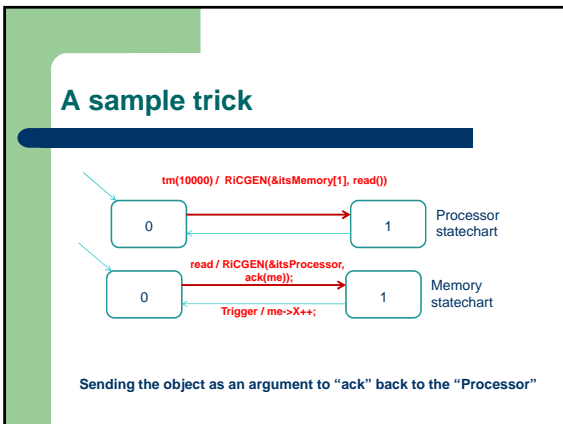 A sample trick
tm(10000) / RiCGEN(&itsMemory[1], read())
0
1
Processor
statechart
read / RiCGEN(&itsProcessor,
ack(me));
0
1
Memory
statechart
Trigger / me->X++;
Sending the object as an argument to “ack” back to the “Processor”